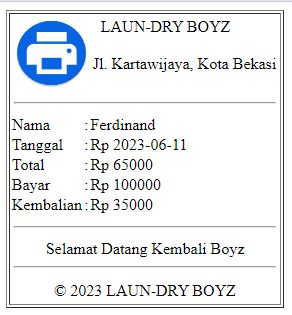 LAUN-DRY BOYZ
Jl. Kartawijaya, Kota Bekasi
Nama : Ferdinand
Tanggal : Rp 2023-06-11
Total : Rp 65000
Bayar : Rp 100000
Kembalian : Rp 35000
Selamat Datang Kembali Boyz
© 2023 LAUN-DRY BOYZ